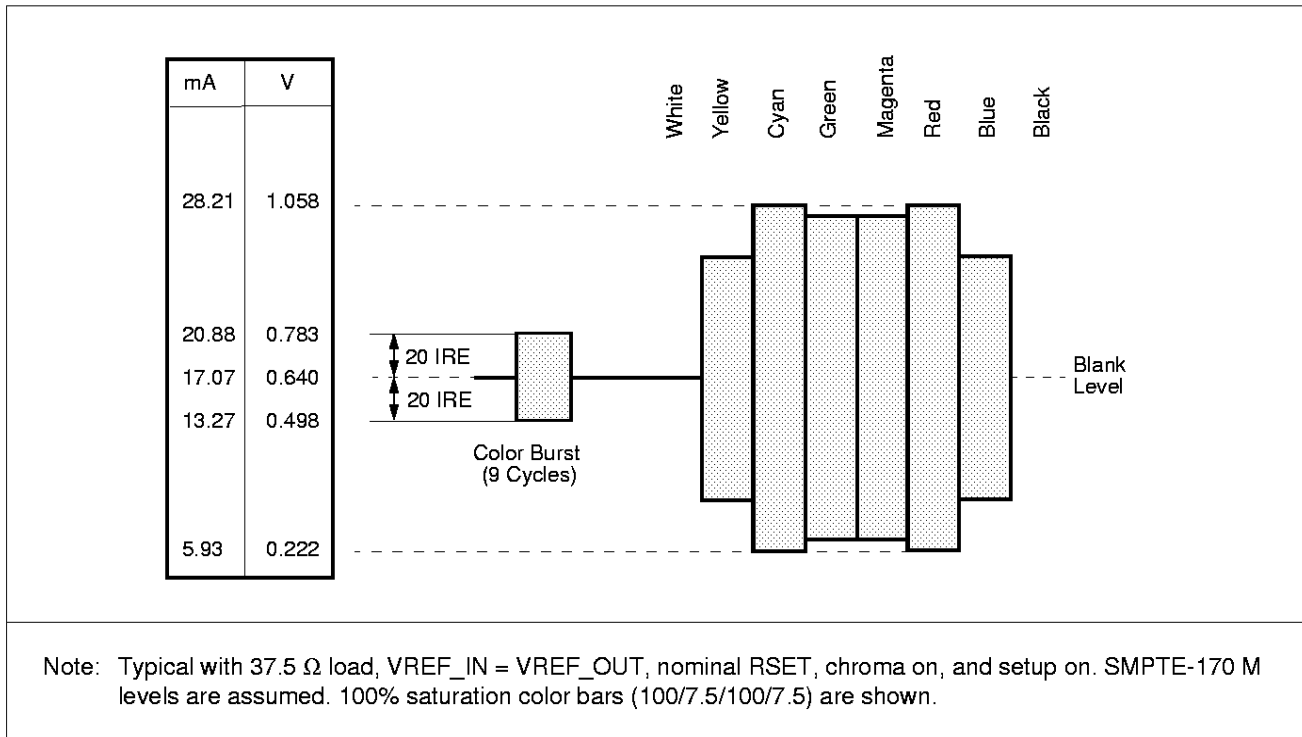 mA V
White
Yellow
Cyan
Green
Magenta
Red
Blue
Black
28.21 1.058
20.88 0.783
20 IRE
17.07 0.640
Blank
Level
20 IRE
13.27 0.498
Color Burst
(9 Cycles)
5.93 0.222
Note: Typical with 37.5 Ω load, VREF_IN = VREF_OUT, nominal RSET, chroma on, and setup on. SMPTE-170 M
levels are assumed. 100% saturation color bars (100/7.5/100/7.5) are shown.